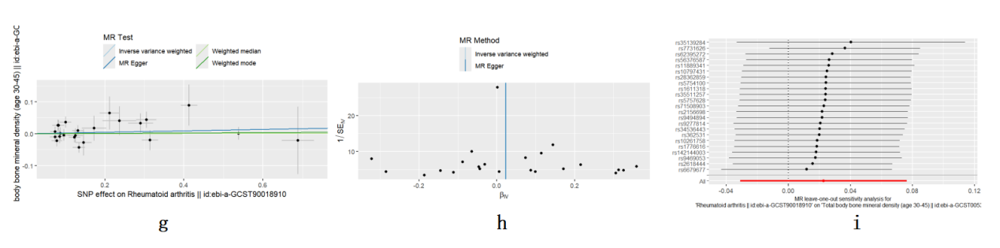 MR Test
Inverse variance weighted
Weighted median
MR Egger
Weighted mode
body bone mineral density (age 30-45) || id:ebi-a-GC
0.1
0.0
-0.1
0.2
0.4
0.6
SNP effect on Rheumatoid arthritis || id:ebi-a-GCST90018910
g
MR Method
Inverse variance weighted
MR Egger
1/SE IV
20
10
-0.2
0.0
0.2
βIV
h
rs35139284
rs7731626
rs62395272
rs56376587
rs11889341
rs10797431
rs28362859
rs5754100
rs1611318
rs35511257
rs5757628
rs71508903
rs2156698
rs9494894
rs9277814
rs34536443
rs362531
rs10261758
rs1776616
rs142144003
rs9469053
rs2618444
rs6679677
All
-0.04
0.00
0.04
0.08
0.12
MR leave-one-out sensitivity analysis for
'Rheumatoid arthritis || id:ebi-a-GCST90018910' on 'Total body bone mineral density (age 30-45) || id:ebi-a-GCST005
i